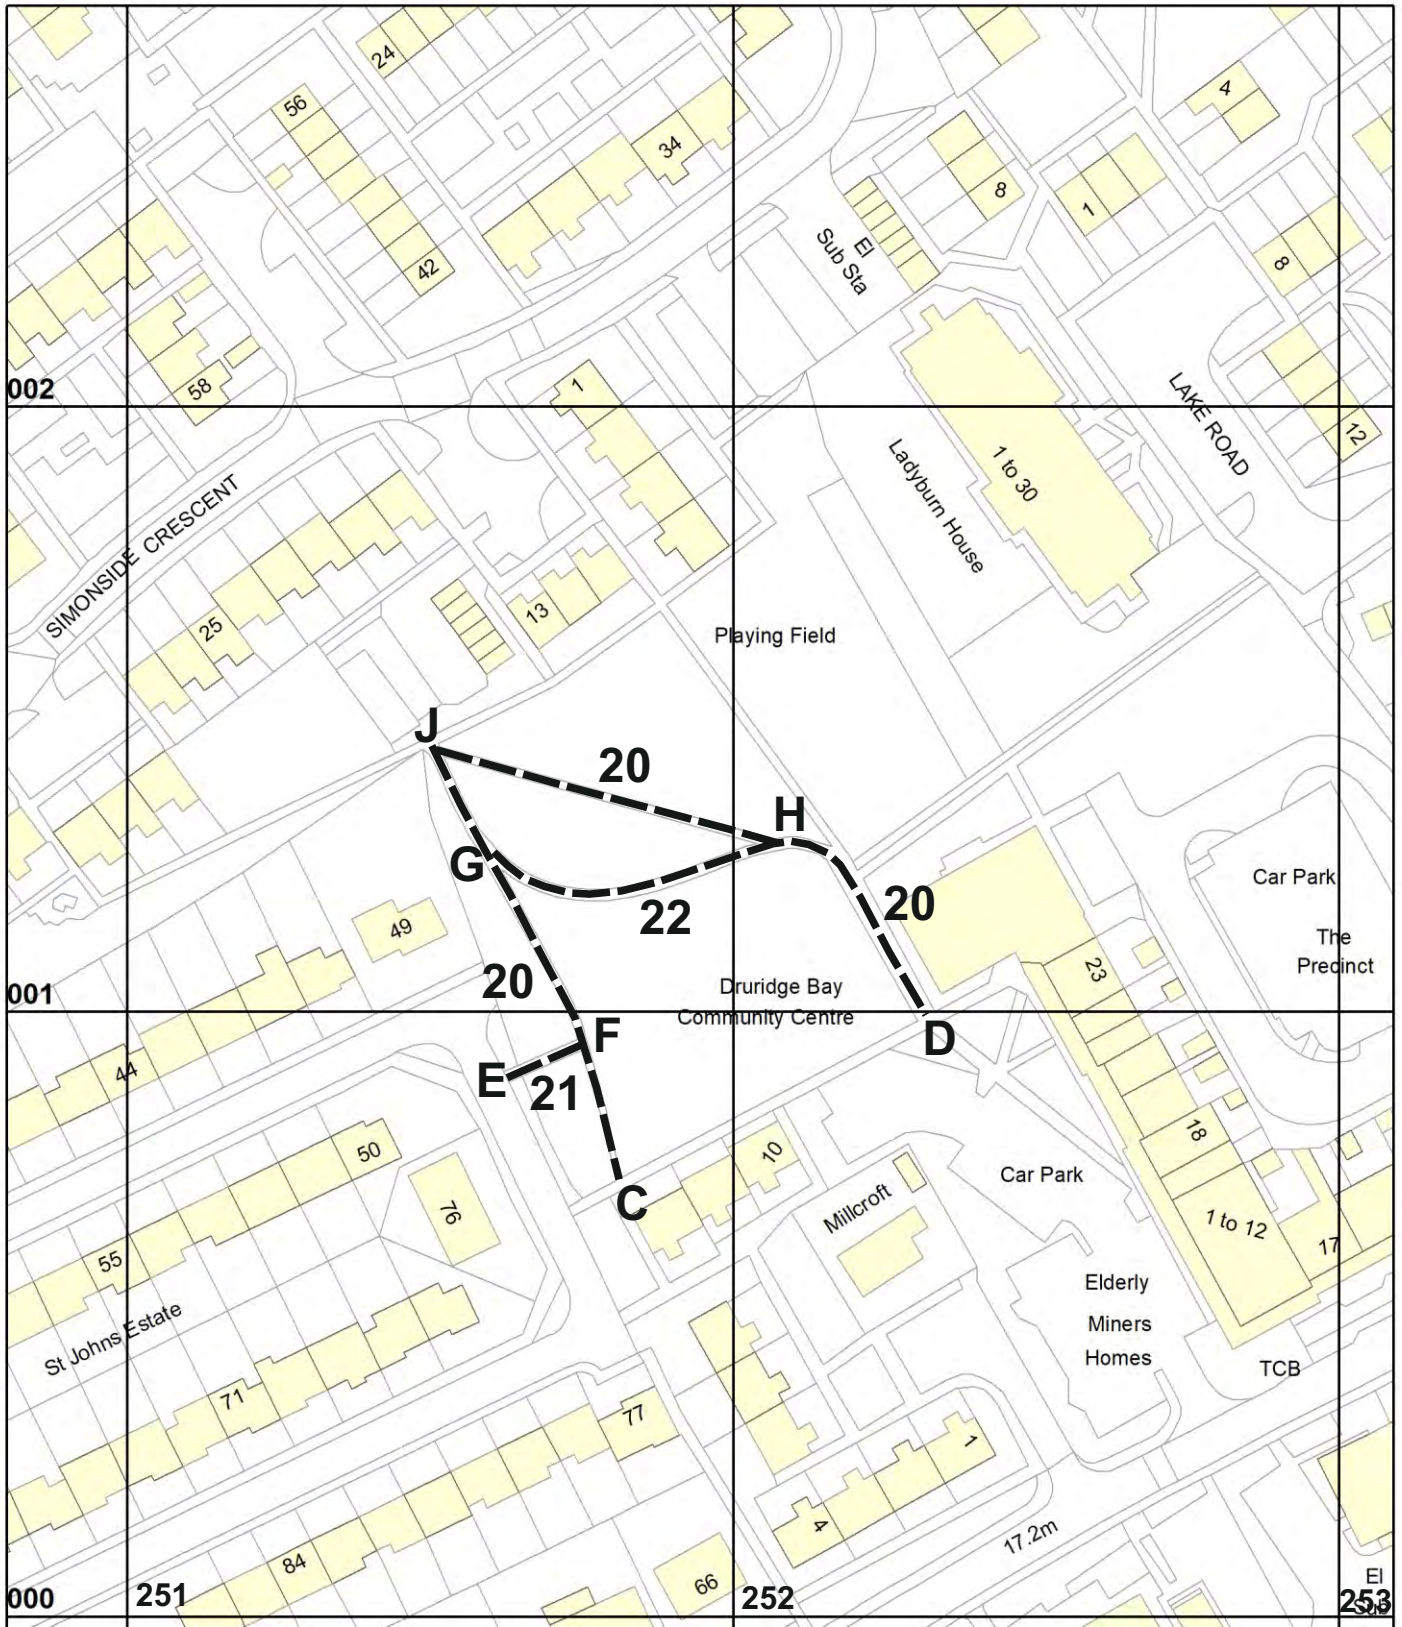 24
56
4
34
8
1
El
Sub Sta
42
8
002
58
1
LAKE ROAD
12
1 to 30
Ladyburn House
SIMONSIDE CRESCENT
25
13
Playing Field
J
20
H
G
22
20
Car Park
The
Precinct
49
23
20
Druridge Bay
Community Centre
001
F
D
44
E
21
50
10
18
C
Car Park
76
Millcroft
1 to 12
17
55
Elderly
Miners
Homes
St Johns Estate
TCB
71
77
1
4
84
17.2m
66
El
Sub
000
251
252
253